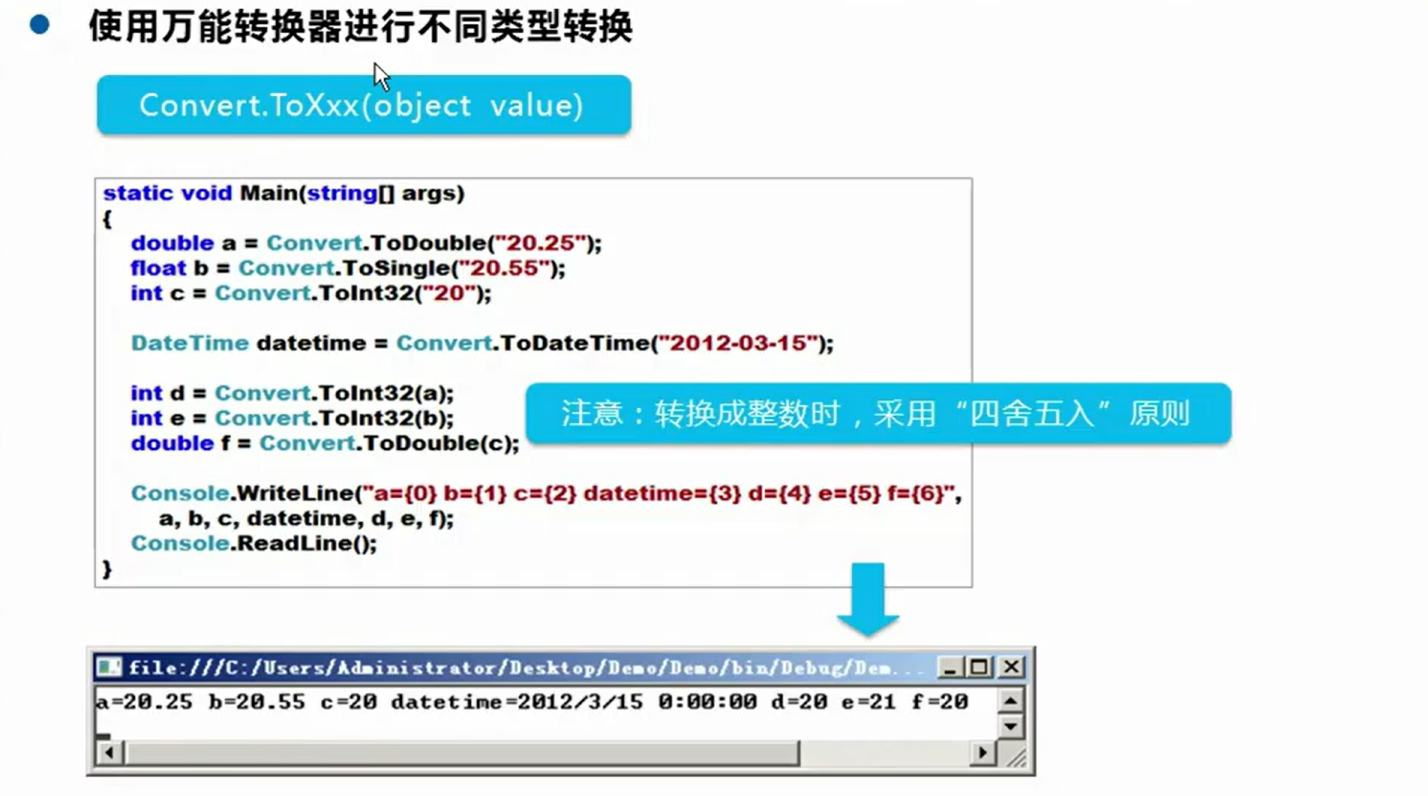 使用万能转换器进行不同类型转换
Convert.ToXxx(object value)
static void Main(string[] args)
{
double a = Convert.ToDouble("20.25");
float b = Convert.ToSingle("20.55");
int c = Convert.ToInt32("20");
DateTime datetime = Convert.ToDateTime("2012-03-15");
int d = Convert.ToInt32(a);
int e = Convert.ToInt32(b);
double f = Convert.ToDouble(c);
注意：转换成整数时，采用“四舍五入”原则
Console.WriteLine("a={0} b={1} c={2} datetime={3} d={4} e={5} f={6}",
a, b, c, datetime, d, e, f);
Console.ReadLine();
}
file:///C:/Users/Administrator/Desktop/Demo/Demo/bin/Debug/Dem...
a=20.25 b=20.55 c=20 datetime=2012/3/15 0:00:00 d=20 e=21 f=20